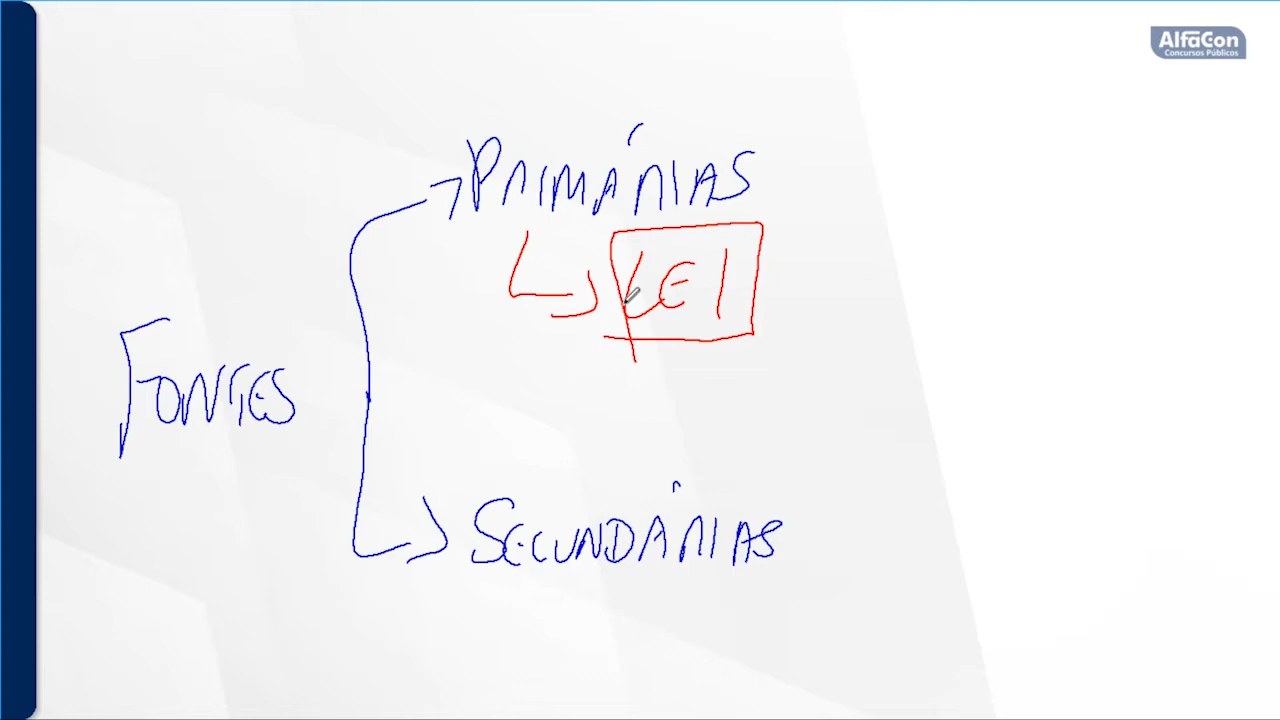 AlfaCon
Concursos Públicos
PRIMÁRIAS
LEI
FONTES
SECUNDÁRIAS